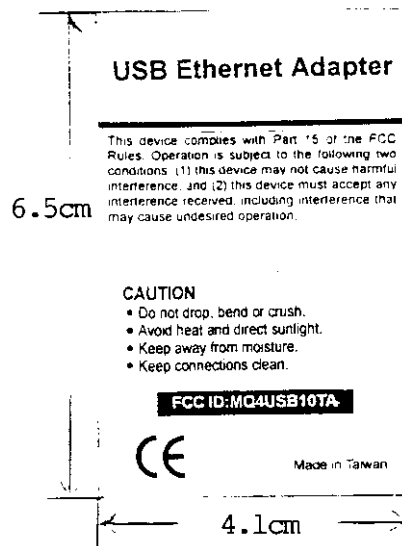 USB Ethernet Adapter
This device complies with Part 15 of the FCC
Rules. Operation is subject to the following two
conditions: (1) this device may not cause harmful
interference, and (2) this device must accept any
interference received, including interference that
may cause undesired operation.
6.5cm
CAUTION
• Do not drop, bend or crush.
• Avoid heat and direct sunlight.
• Keep away from moisture.
• Keep connections clean.
FCC ID:MQ4USB10TA
CE
Made in Taiwan
4.1cm